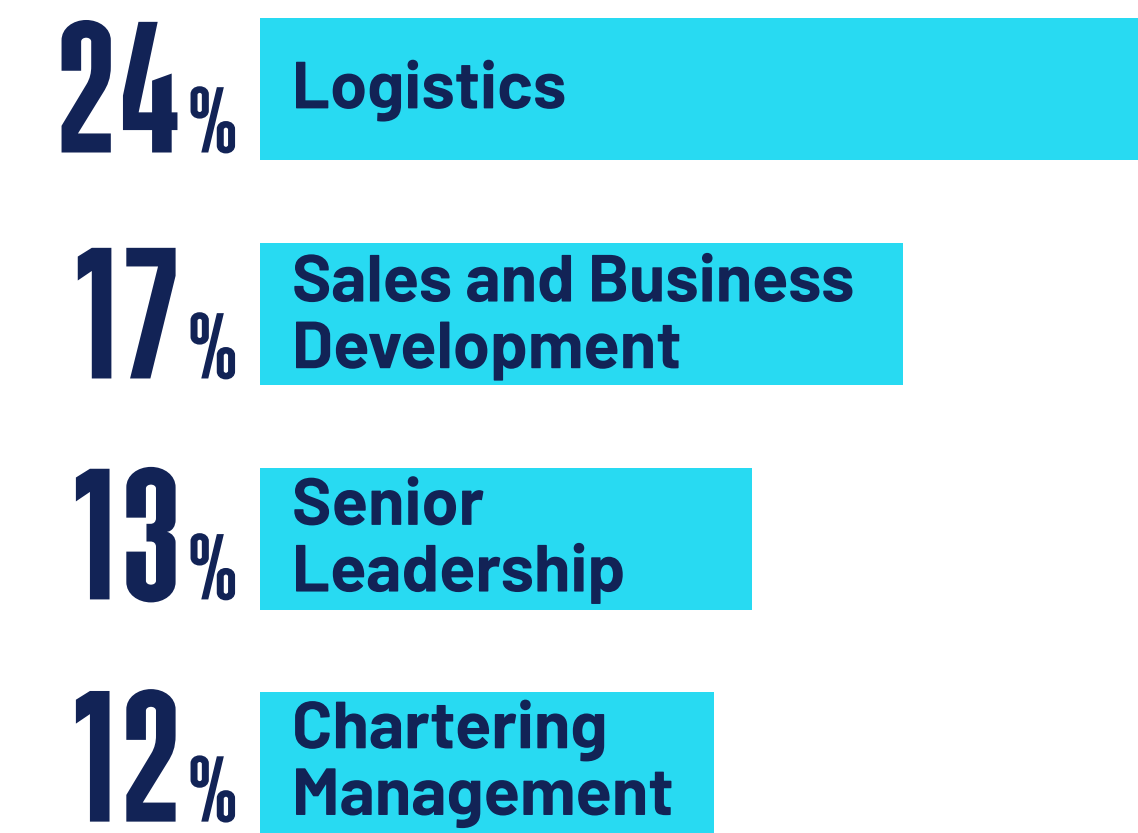 24% Logistics
17% Sales and Business
Development
13% Senior
Leadership
12% Chartering
Management